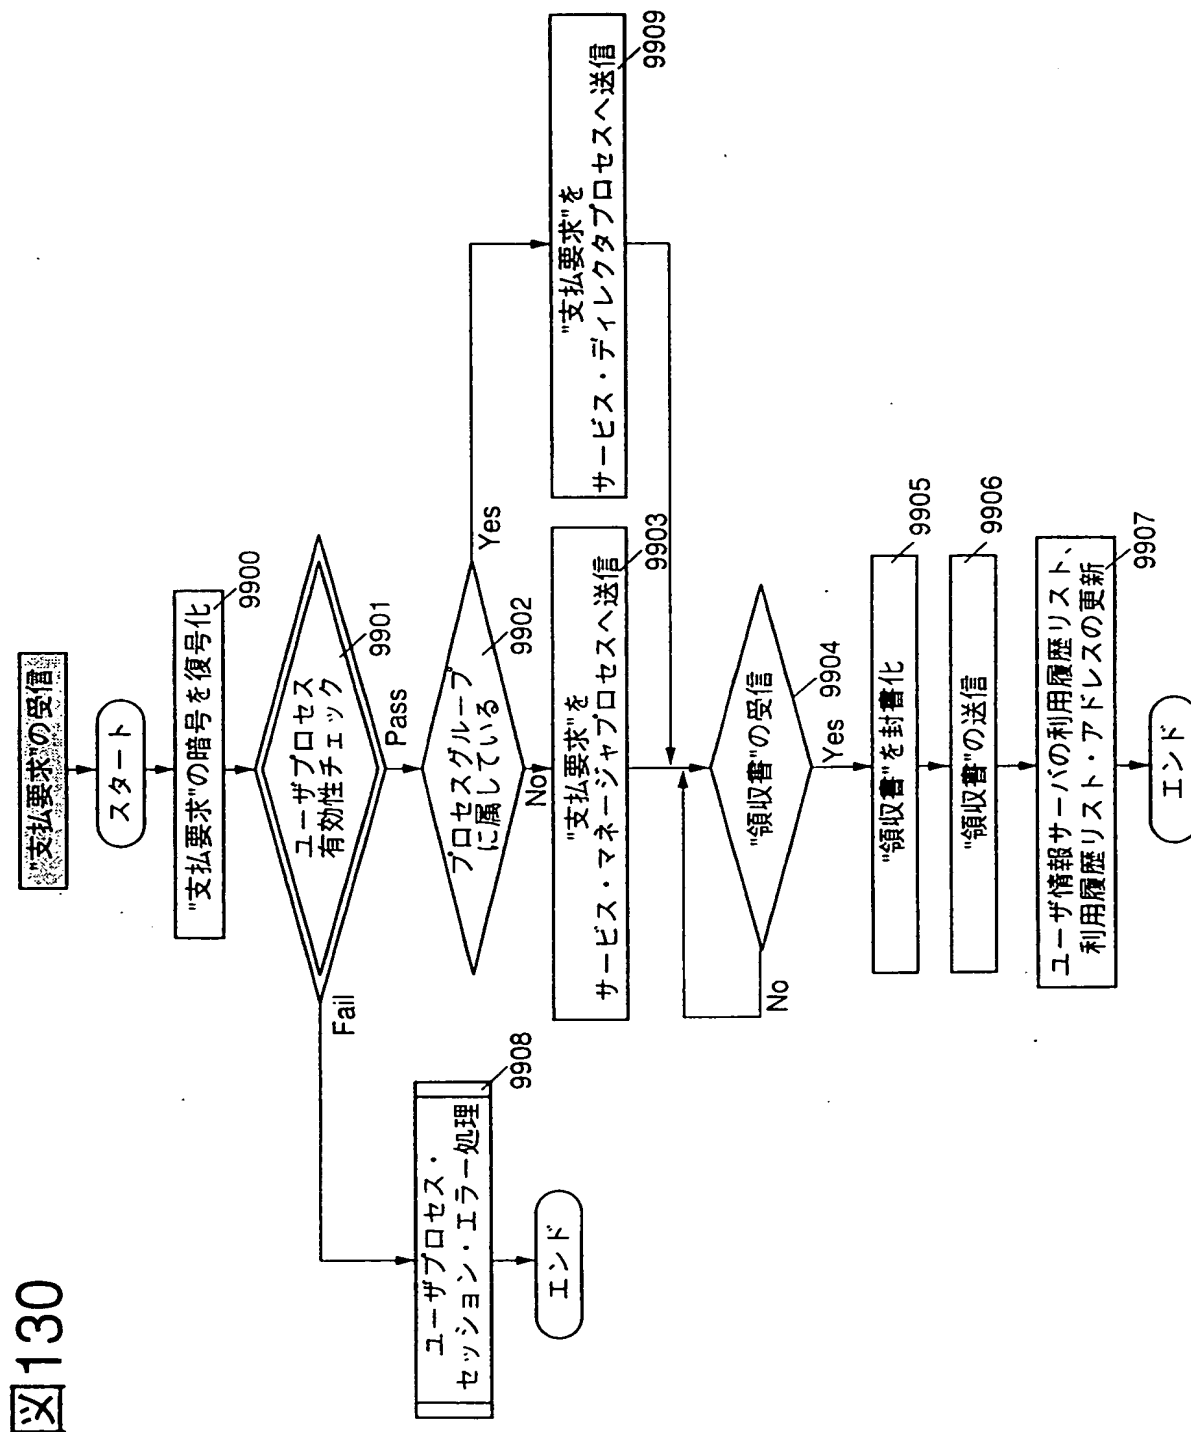 図130
"支払要求"の受信
スタート
"支払要求"の暗号を復号化
9900
ユーザプロセス
有効性チェック
9901
Fail
Pass
プロセスグループ
に属している
9902
Yes
No
ユーザプロセス・
セッション・エラー処理
9908
エンド
"支払要求"を
サービス・マネージャプロセスへ送信
9903
"支払要求"を
サービス・ディレクタプロセスへ送信
9909
"領収書"の受信
9904
No
Yes
"領収書"を封書化
9905
"領収書"の送信
9906
ユーザ情報サーバの利用履歴リスト、
利用履歴リスト・アドレスの更新
9907
エンド